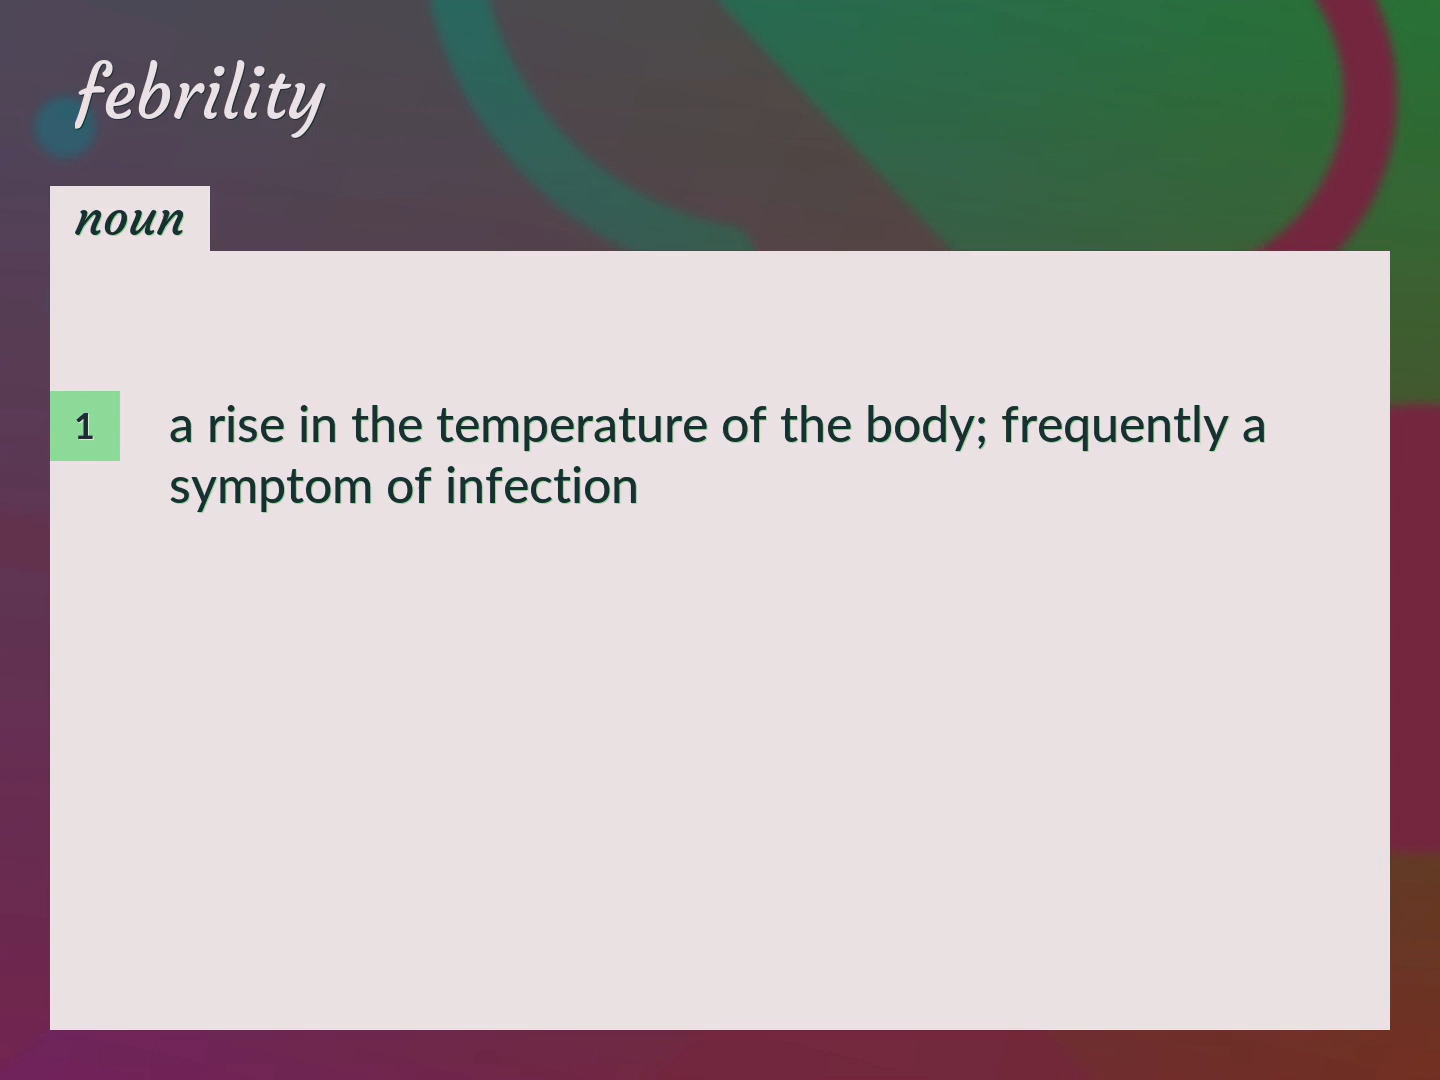 febrility
noun
1
a rise in the temperature of the body; frequently a
symptom of infection